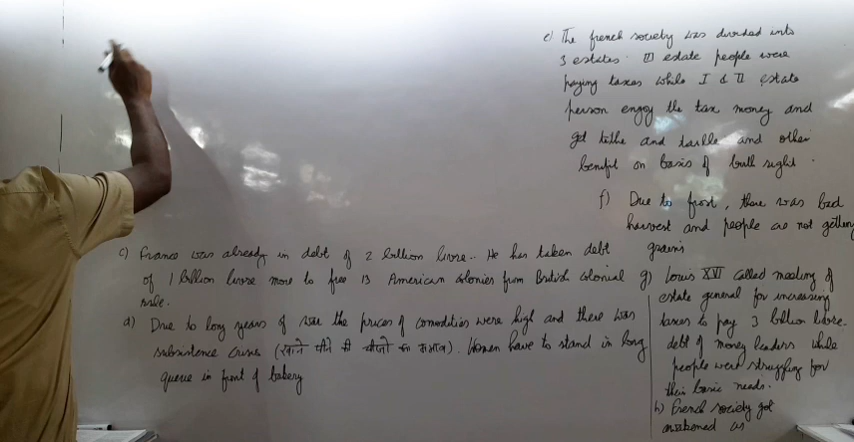 c) France was already in debt of 2 billion livre.. He has taken debt
of 1 billion livre more to free 13 American colonies from British colonial
rule.
d) Due to long years of war the prices of commodities were high and there was
subsistence crises (खाने पीने की चीजों का अभाव). Women have to stand in long
queue in front of bakery
e) The french society was divided into
3 estates. III estate people were
paying taxes while I & II estate
person enjoy the tax money and
get tithe and taille and other
benefit on basis of birth right.
f) Due to frost, there was bad
harvest and people are not getting
grains
g) Louis XVI called meeting of
estate general for increasing
taxes to pay 3 billion livre.
debt of money lenders while
people were struggling for
their basic needs.
h) French society got
awakened as